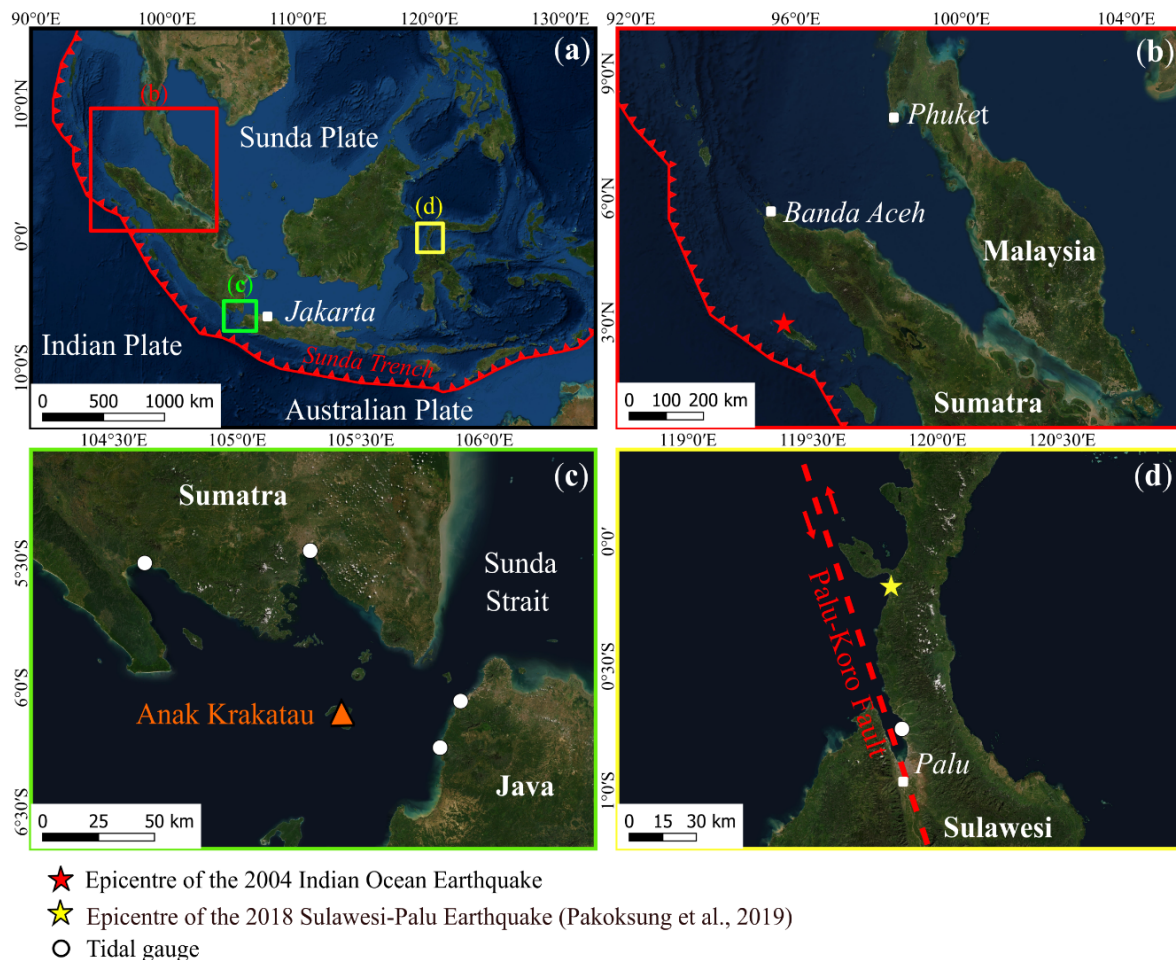 90°0'E 100°0'E 110°0'E 120°0'E 130°0'E
92°0'E 96°0'E 100°0'E 104°0'E
(a)
(b)
10°0'N
Sunda Plate
(d)
0°0'
(c)
Jakarta
Indian Plate
Sunda Trench
10°0'S
0 500 1000 km
Australian Plate
(b)
9°0'N
Phuket
6°0'N
Banda Aceh
Malaysia
3°0'N
0 100 200 km
Sumatra
104°30'E 105°0'E 105°30'E 106°0'E
119°0'E 119°30'E 120°0'E 120°30'E
Sumatra
(c)
5°30'S
Sunda
Strait
6°0'S
Anak Krakatau
Java
6°30'S
0 25 50 km
(d)
0°0'
Palu-Koro Fault
0°30'S
Palu
1°0'S
0 15 30 km
Sulawesi
Epicentre of the 2004 Indian Ocean Earthquake
Epicentre of the 2018 Sulawesi-Palu Earthquake (Pakoksung et al., 2019)
Tidal gauge